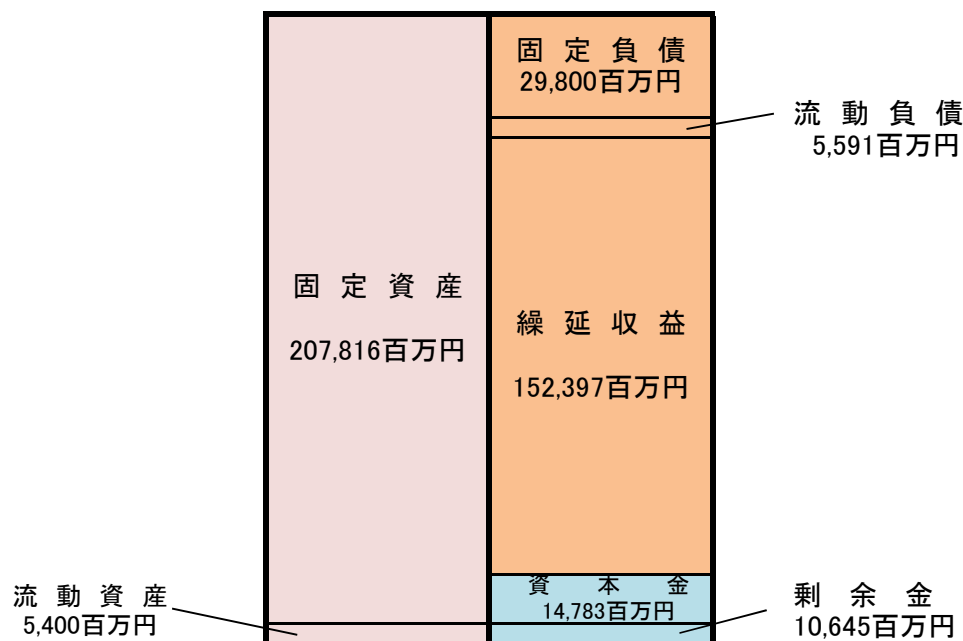 固定負債
29,800百万円
流動負債
5,591百万円
固定資産
207,816百万円
繰延収益
152,397百万円
資本金
14,783百万円
流動資産
5,400百万円
剰余金
10,645百万円